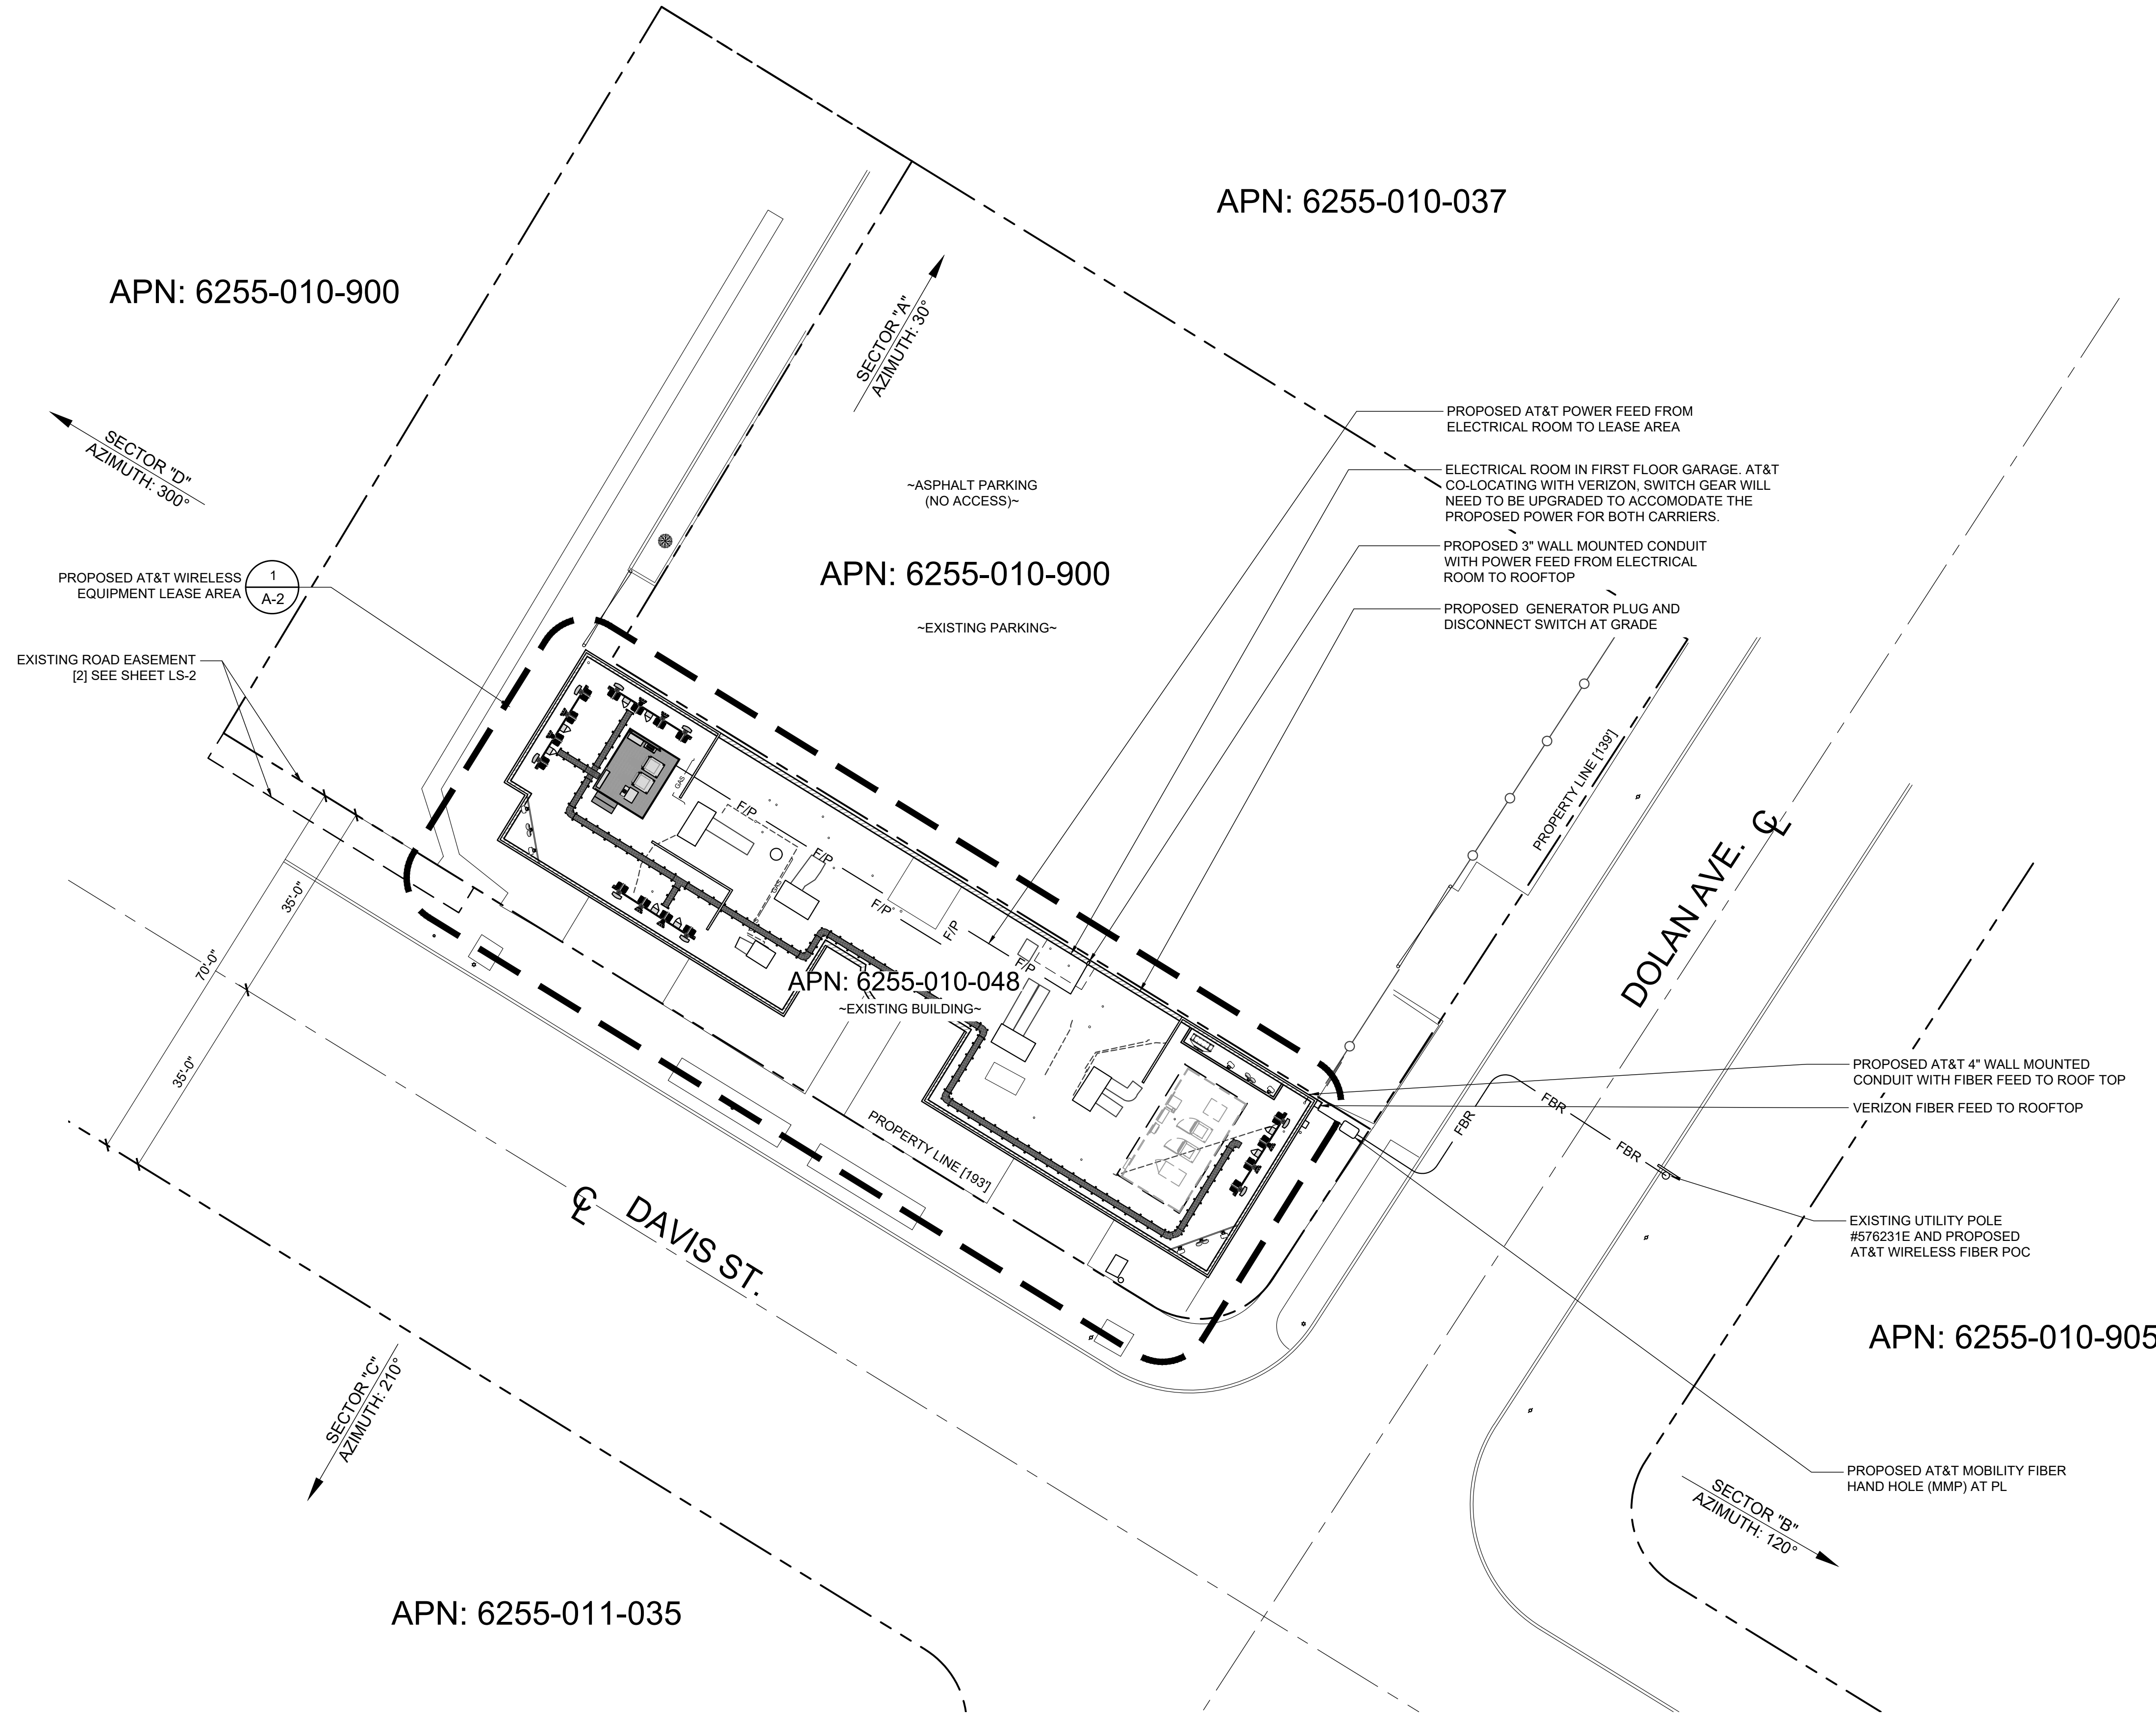 APN: 6255-010-037
APN: 6255-010-900
SECTOR "A"
AZIMUTH: 30°
SECTOR "D"
AZIMUTH: 300°
PROPOSED AT&T POWER FEED FROM
ELECTRICAL ROOM TO LEASE AREA
~ASPHALT PARKING
(NO ACCESS)~
ELECTRICAL ROOM IN FIRST FLOOR GARAGE. AT&T
CO-LOCATING WITH VERIZON, SWITCH GEAR WILL
NEED TO BE UPGRADED TO ACCOMODATE THE
PROPOSED POWER FOR BOTH CARRIERS.
APN: 6255-010-900
PROPOSED 3" WALL MOUNTED CONDUIT
WITH POWER FEED FROM ELECTRICAL
ROOM TO ROOFTOP
PROPOSED AT&T WIRELESS
EQUIPMENT LEASE AREA
1
A-2
PROPOSED GENERATOR PLUG AND
DISCONNECT SWITCH AT GRADE
~EXISTING PARKING~
EXISTING ROAD EASEMENT
[2] SEE SHEET LS-2
PROPERTY LINE [139']
GAS
F/P
F/P
F/P
F/P
F/P
35'-0"
70'-0"
35'-0"
DOLAN AVE. CL
APN: 6255-010-048
~EXISTING BUILDING~
PROPOSED AT&T 4" WALL MOUNTED
CONDUIT WITH FIBER FEED TO ROOF TOP
VERIZON FIBER FEED TO ROOFTOP
FBR
FBR
FBR
PROPERTY LINE [193']
CL DAVIS ST.
EXISTING UTILITY POLE
#576231E AND PROPOSED
AT&T WIRELESS FIBER POC
APN: 6255-010-905
SECTOR "C"
AZIMUTH: 210°
PROPOSED AT&T MOBILITY FIBER
HAND HOLE (MMP) AT PL
SECTOR "B"
AZIMUTH: 120°
APN: 6255-011-035